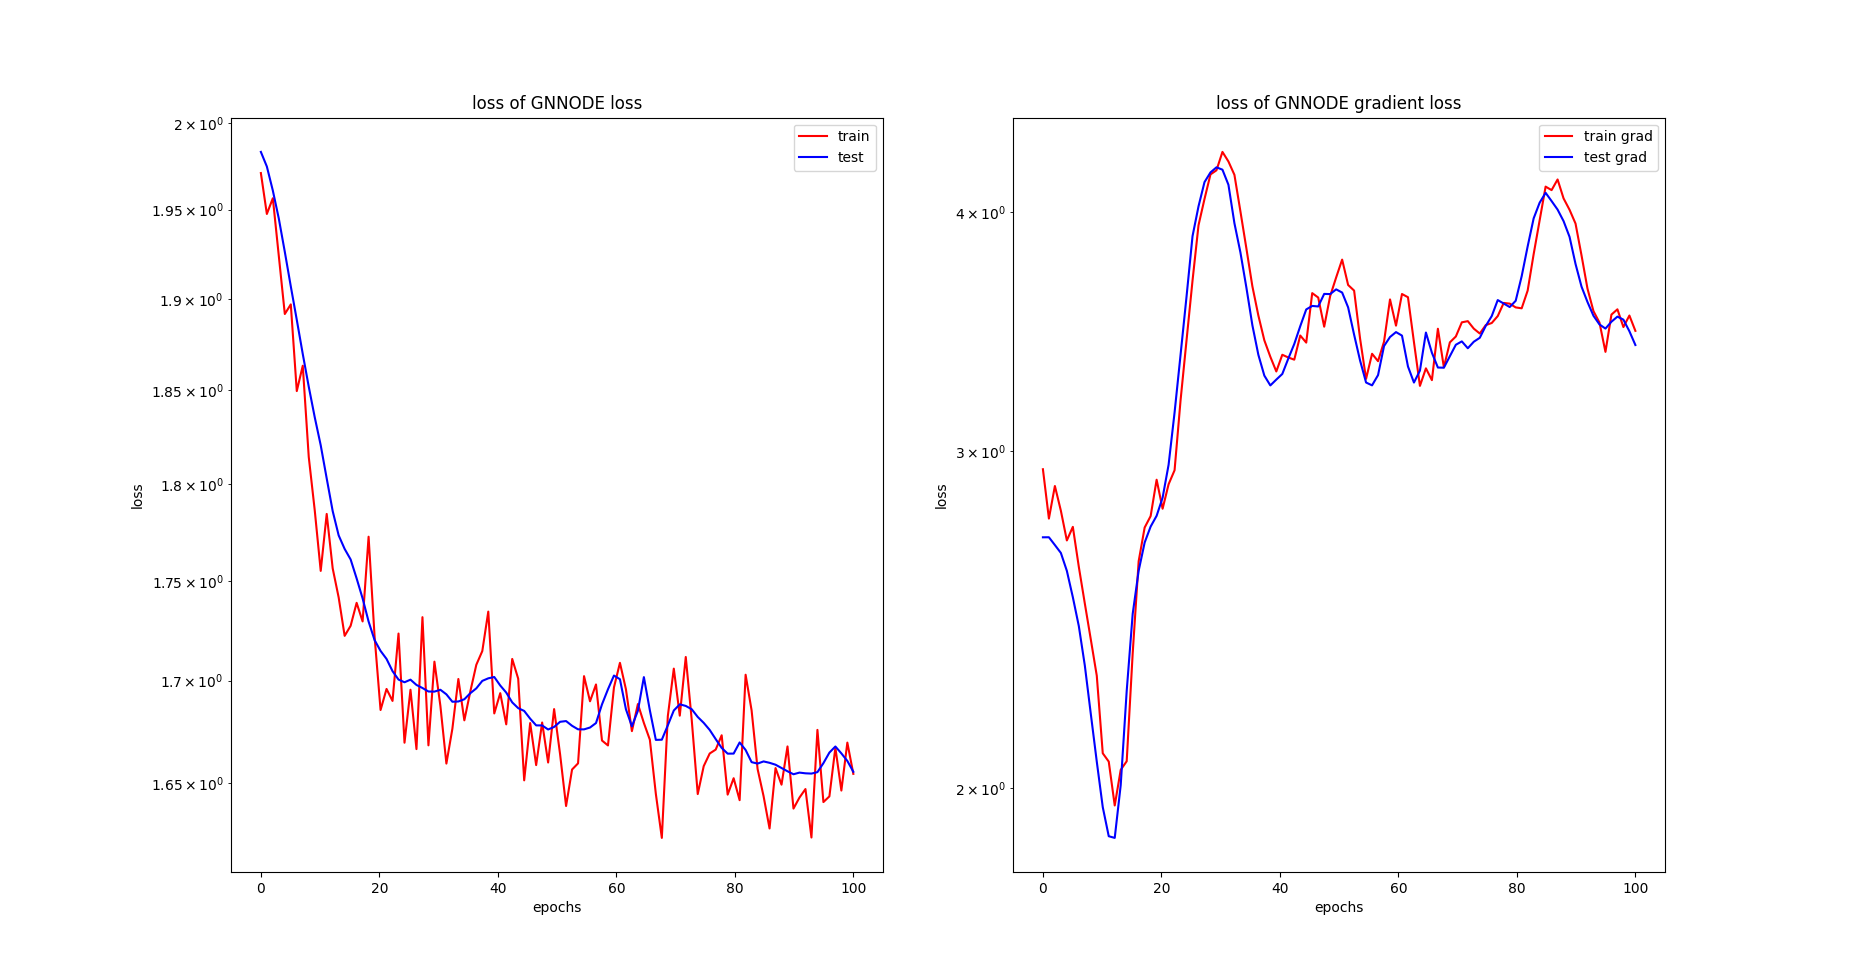 loss of GNNODE loss
2 × 10⁰
1.95 × 10⁰
1.9 × 10⁰
1.85 × 10⁰
1.8 × 10⁰
1.75 × 10⁰
1.7 × 10⁰
1.65 × 10⁰
loss
train
test
0 20 40 60 80 100
epochs
loss of GNNODE gradient loss
4 × 10⁰
3 × 10⁰
2 × 10⁰
loss
train grad
test grad
0 20 40 60 80 100
epochs